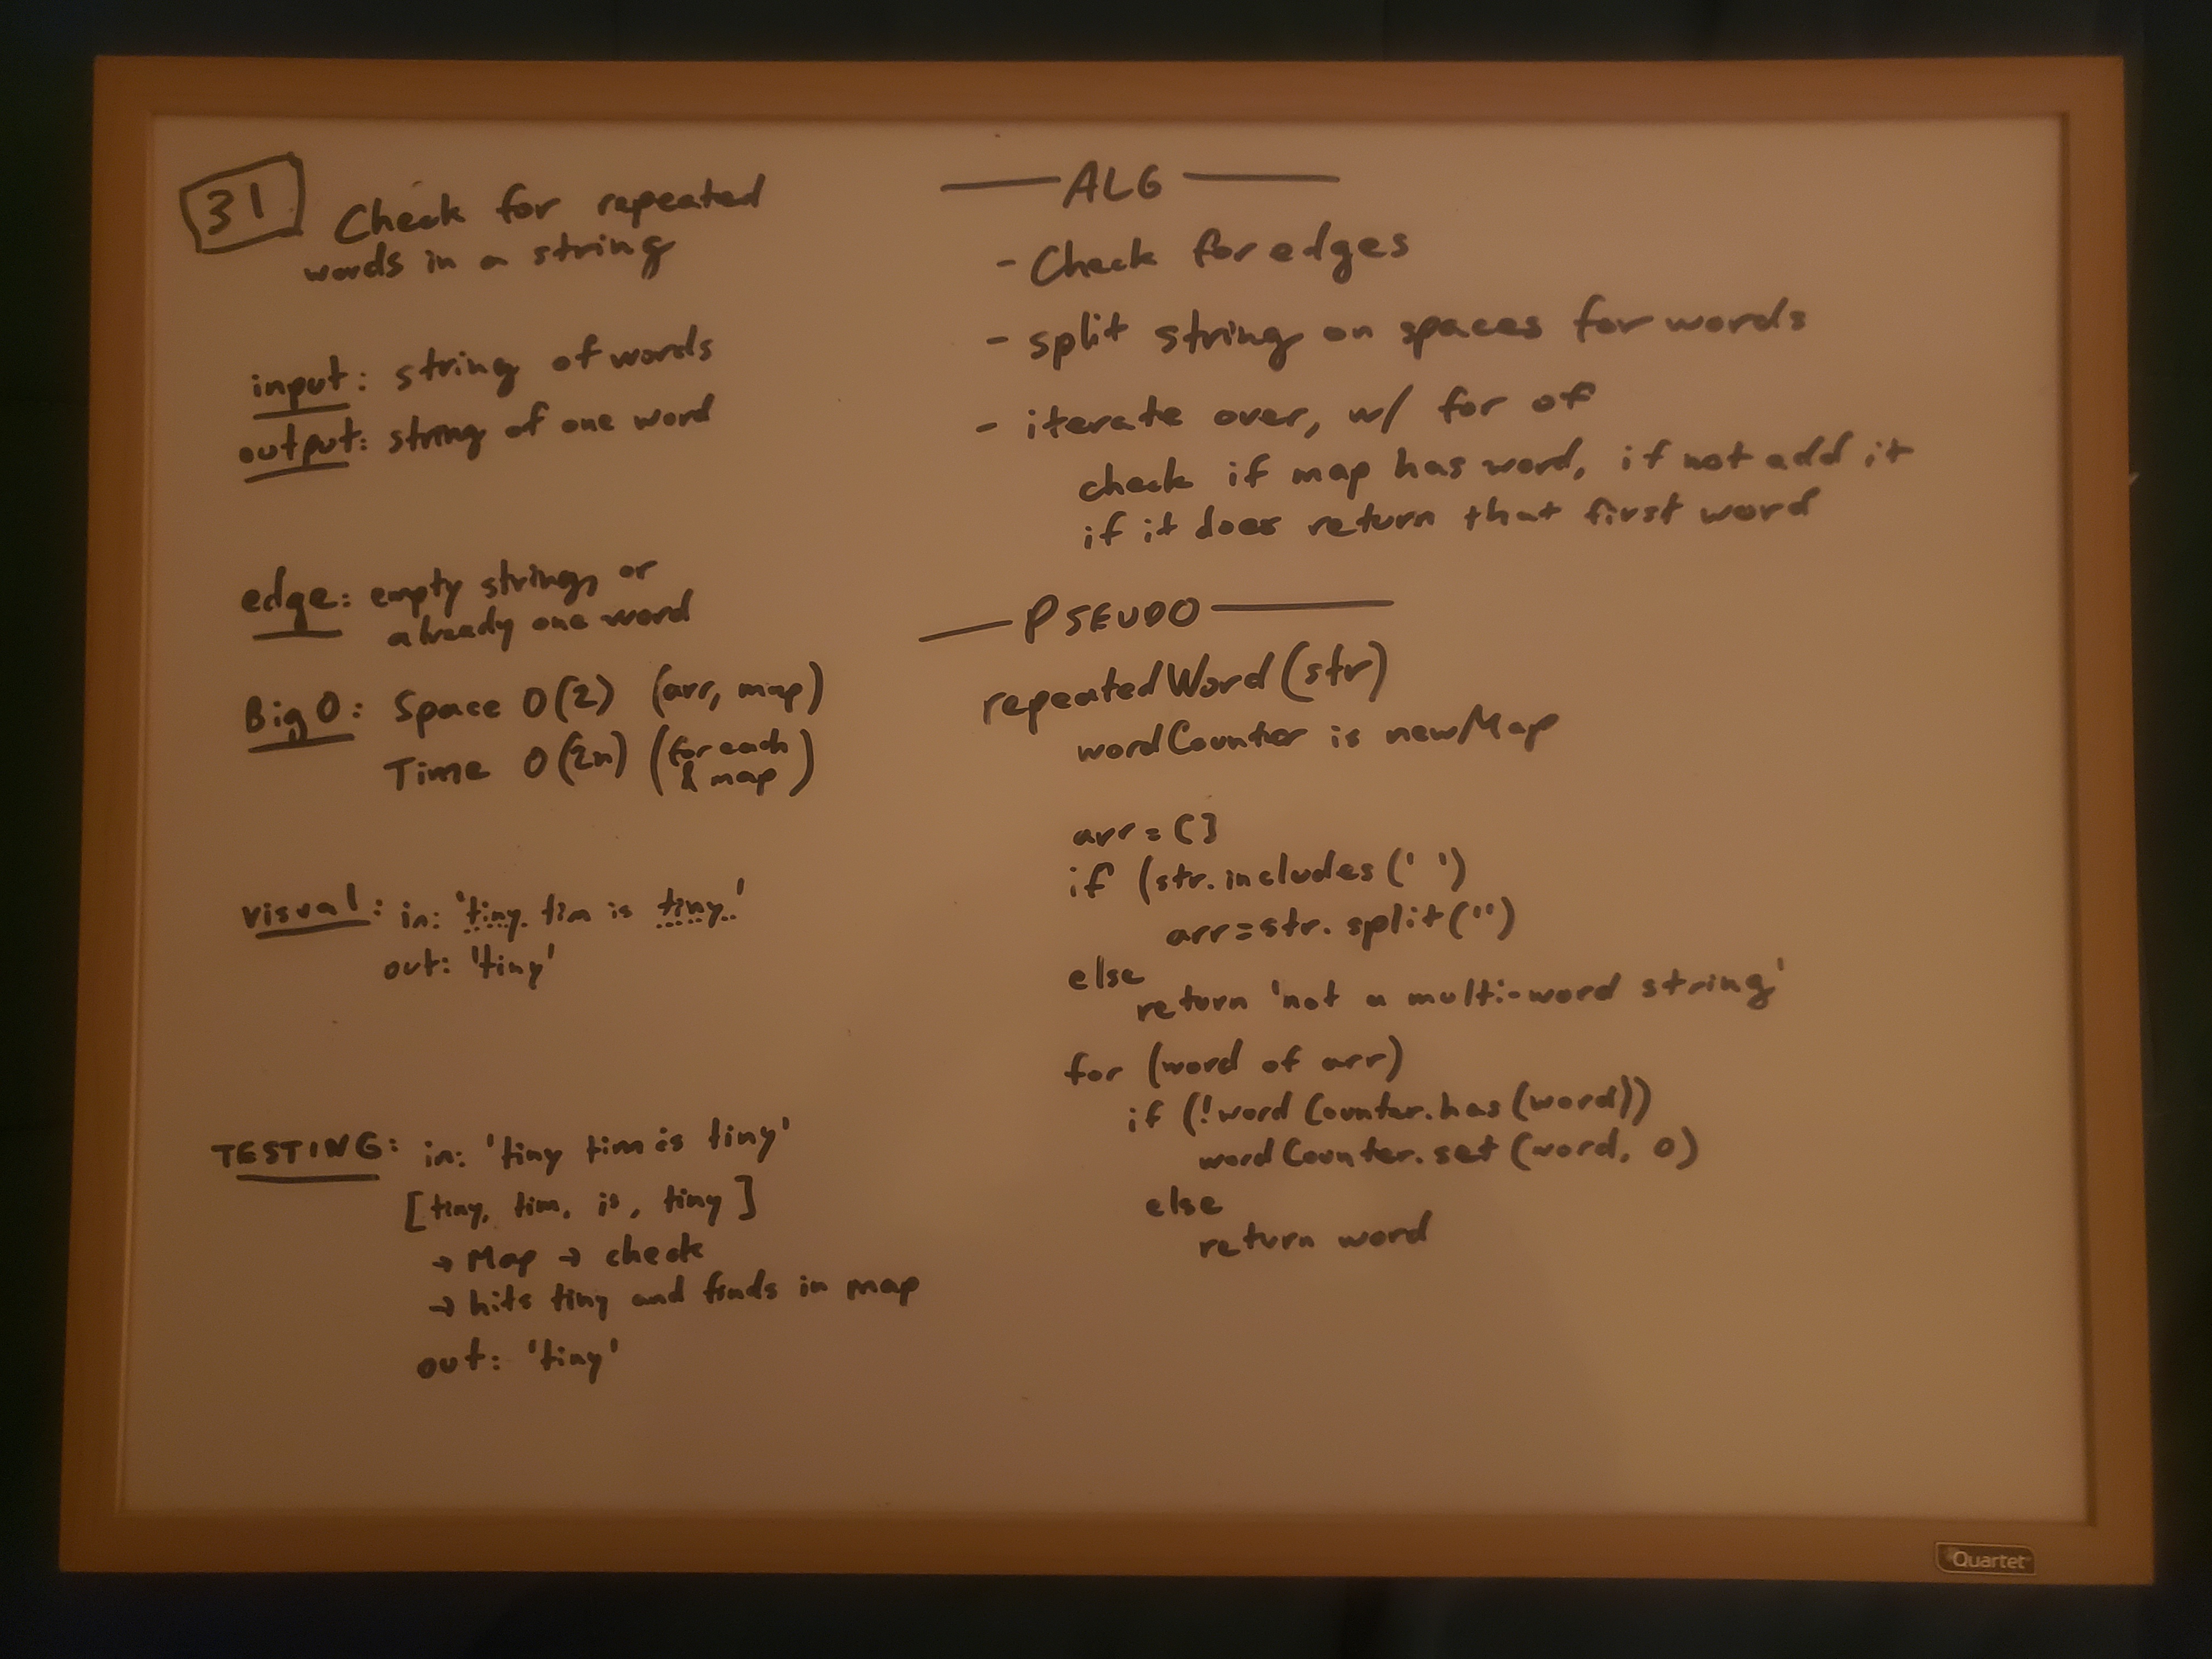 31
Check for repeated
words in a string
input: string of words
output: string of one word
edge: empty string, or
already one word
Big O: Space O(2) (arr, map)
Time O(2n) (for each
& map)
visual: in: 'tiny tim is tiny.'
out: 'tiny'
TESTING: in: 'tiny tim is tiny'
[tiny, tim, is, tiny]
→ Map → check
→ hits tiny and finds in map
out: 'tiny'
ALG
- Check for edges
- split string on spaces for words
- iterate over, w/ for of
check if map has word, if not add it
if it does return that first word
PSEUDO
repeatedWord(str)
wordCounter is newMap
arr = []
if (str.includes(' ')
arr=str.split('')
else
return 'not a multi-word string'
for (word of arr)
if (!wordCounter.has(word))
wordCounter.set(word, 0)
else
return word
Quartet